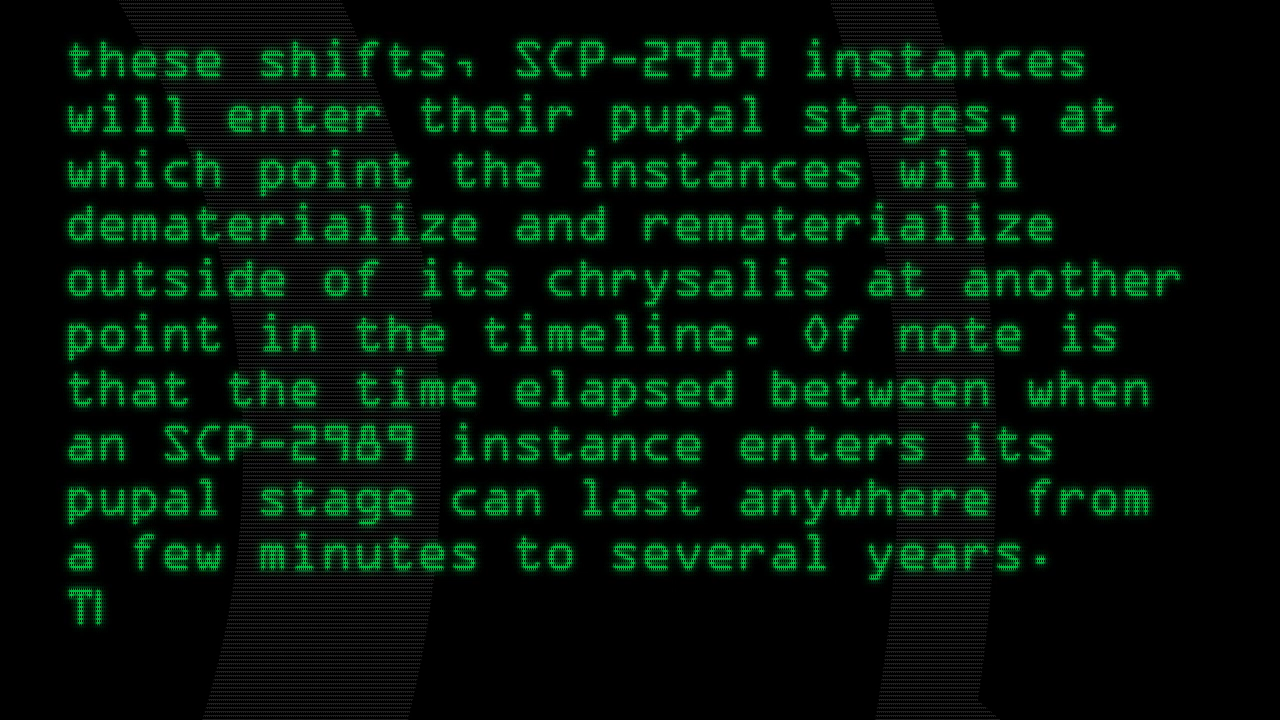 these shifts, SCP-2989 instances
will enter their pupal stages, at
which point the instances will
dematerialize and rematerialize
outside of its chrysalis at another
point in the timeline. Of note is
that the time elapsed between when
an SCP-2989 instance enters its
pupal stage can last anywhere from
a few minutes to several years.